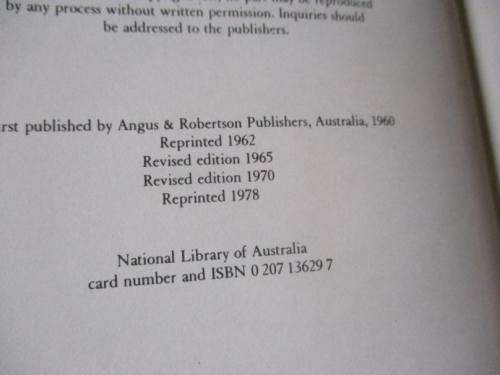 by any process without written permission. Inquiries should
be addressed to the publishers.
rst published by Angus & Robertson Publishers, Australia, 1960
Reprinted 1962
Revised edition 1965
Revised edition 1970
Reprinted 1978
National Library of Australia
card number and ISBN 0 207 13629 7